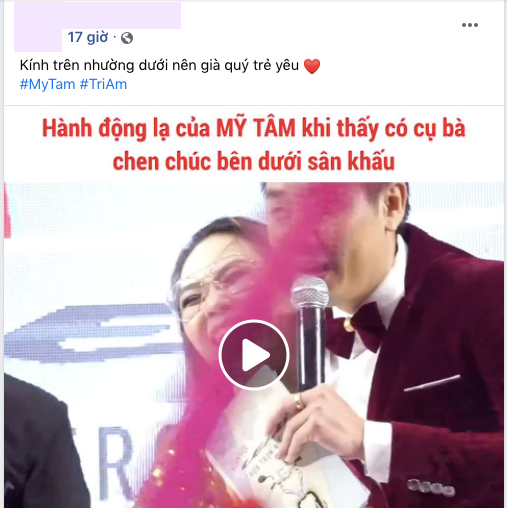 17 giờ ·
Kính trên nhường dưới nên già quý trẻ yêu ❤️
#MyTam #TriAm
Hành động lạ của MỸ TÂM khi thấy có cụ bà
chen chúc bên dưới sân khấu
ER